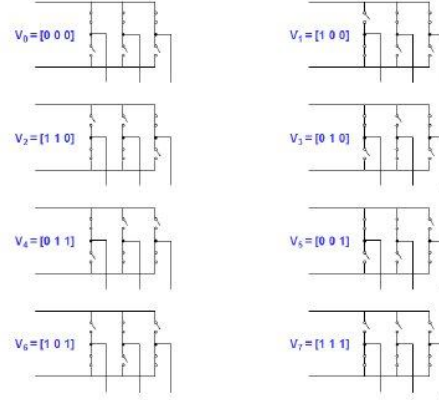 V₀=[0 0 0]
V₁=[1 0 0]
V₂=[1 1 0]
V₃=[0 1 0]
V₄=[0 1 1]
V₅=[0 0 1]
V₆=[1 0 1]
V₇=[1 1 1]